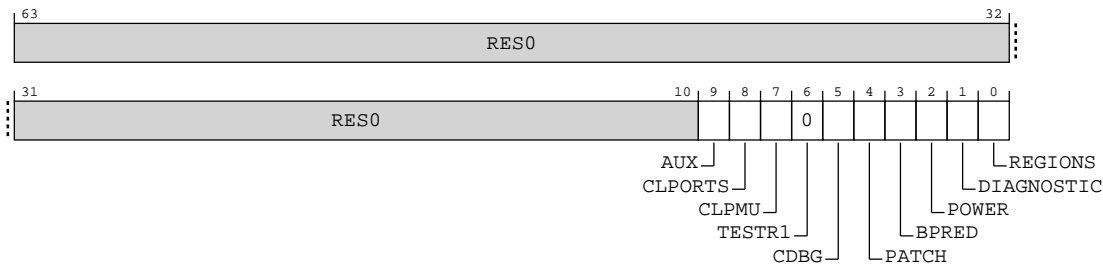 63 32
RES0
31 10 9 8 7 6 5 4 3 2 1 0
RES0 0
AUX REGIONS
CLPORTS DIAGNOSTIC
CLPMU POWER
TESTR1 BPRED
CDBG PATCH